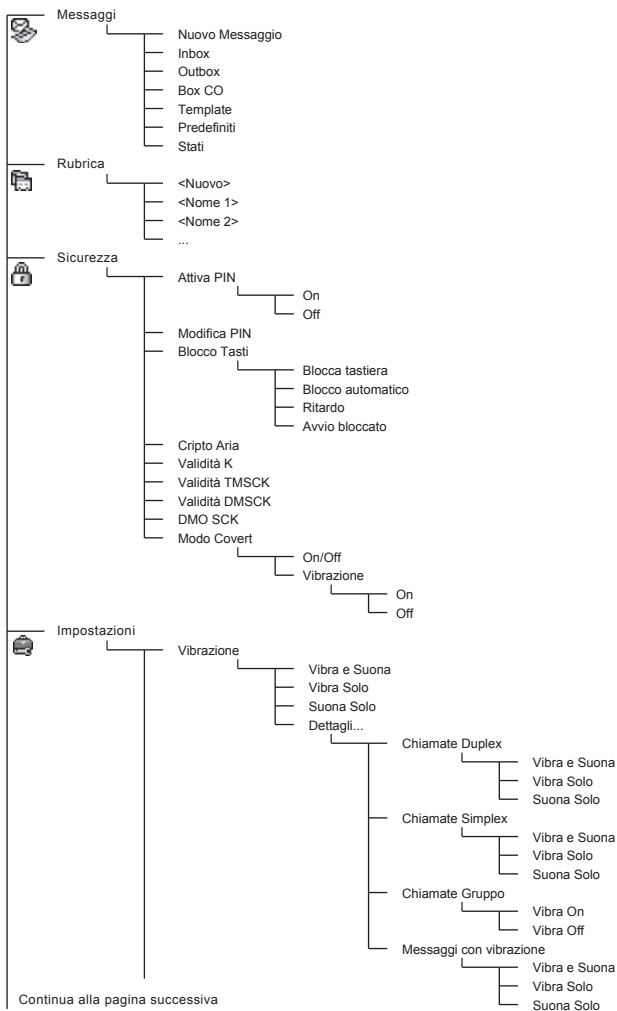 Messaggi
Nuovo Messaggio
Inbox
Outbox
Box CO
Template
Predefiniti
Stati
Rubrica
<Nuovo>
<Nome 1>
<Nome 2>
...
Sicurezza
Attiva PIN
On
Off
Modifica PIN
Blocco Tasti
Blocca tastiera
Blocco automatico
Ritardo
Avvio bloccato
Cripto Aria
Validità K
Validità TMSCK
Validità DMSCK
DMO SCK
Modo Covert
On/Off
Vibrazione
On
Off
Impostazioni
Vibrazione
Vibra e Suona
Vibra Solo
Suona Solo
Dettagli...
Chiamate Duplex
Vibra e Suona
Vibra Solo
Suona Solo
Chiamate Simplex
Vibra e Suona
Vibra Solo
Suona Solo
Chiamate Gruppo
Vibra On
Vibra Off
Messaggi con vibrazione
Vibra e Suona
Vibra Solo
Suona Solo
Continua alla pagina successiva